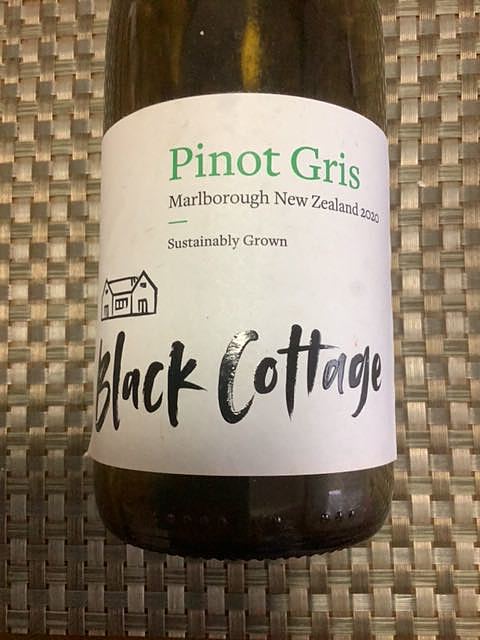 Pinot Gris
Marlborough New Zealand 2020
Sustainably Grown
Black Cottage